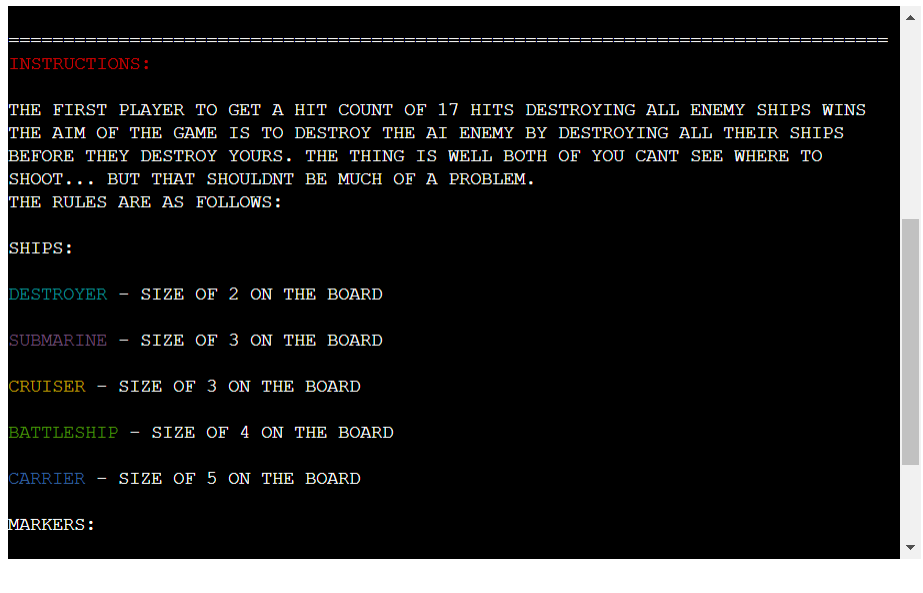 ================================================================================
INSTRUCTIONS:
THE FIRST PLAYER TO GET A HIT COUNT OF 17 HITS DESTROYING ALL ENEMY SHIPS WINS
THE AIM OF THE GAME IS TO DESTROY THE AI ENEMY BY DESTROYING ALL THEIR SHIPS
BEFORE THEY DESTROY YOURS. THE THING IS WELL BOTH OF YOU CANT SEE WHERE TO
SHOOT... BUT THAT SHOULDNT BE MUCH OF A PROBLEM.
THE RULES ARE AS FOLLOWS:
SHIPS:
DESTROYER - SIZE OF 2 ON THE BOARD
SUBMARINE - SIZE OF 3 ON THE BOARD
CRUISER - SIZE OF 3 ON THE BOARD
BATTLESHIP - SIZE OF 4 ON THE BOARD
CARRIER - SIZE OF 5 ON THE BOARD
MARKERS: